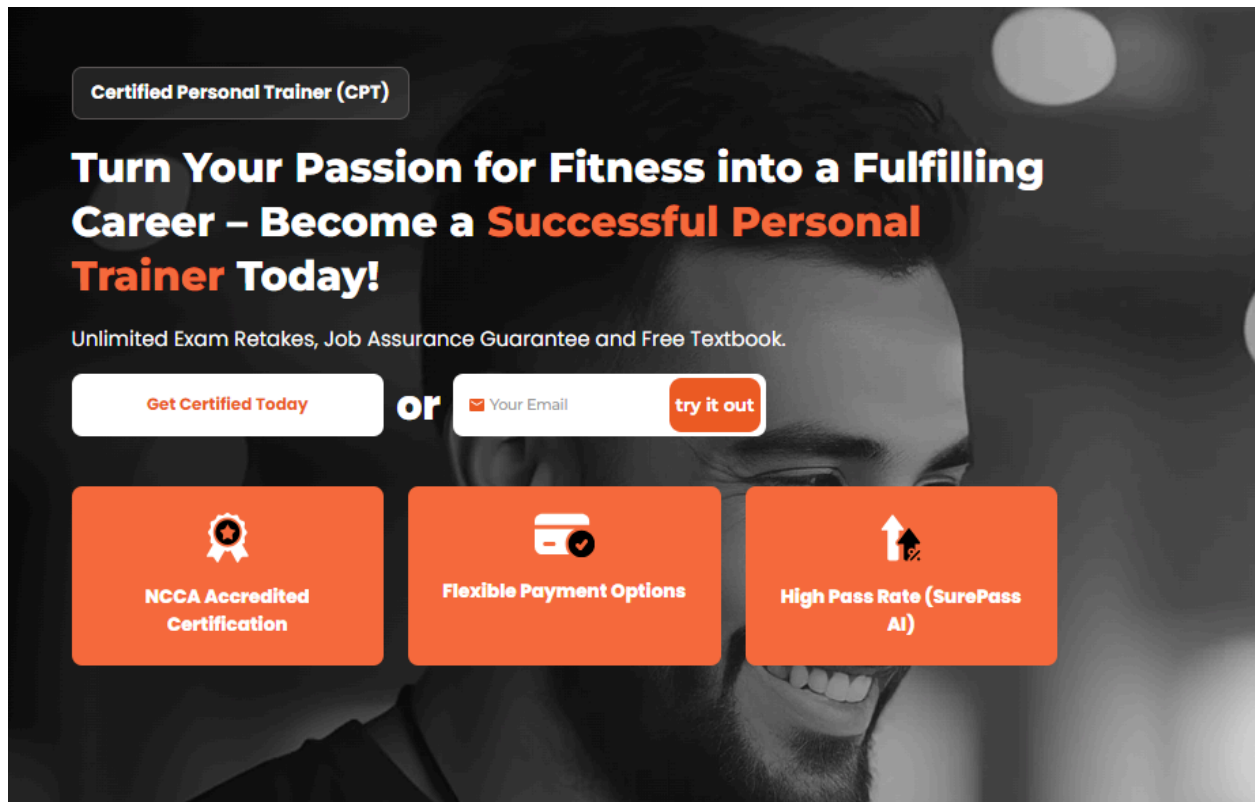 Certified Personal Trainer (CPT)
Turn Your Passion for Fitness into a Fulfilling
Career – Become a Successful Personal
Trainer Today!
Unlimited Exam Retakes, Job Assurance Guarantee and Free Textbook.
Get Certified Today
or
Your Email
try it out
NCCA Accredited
Certification
Flexible Payment Options
High Pass Rate (SurePass
AI)